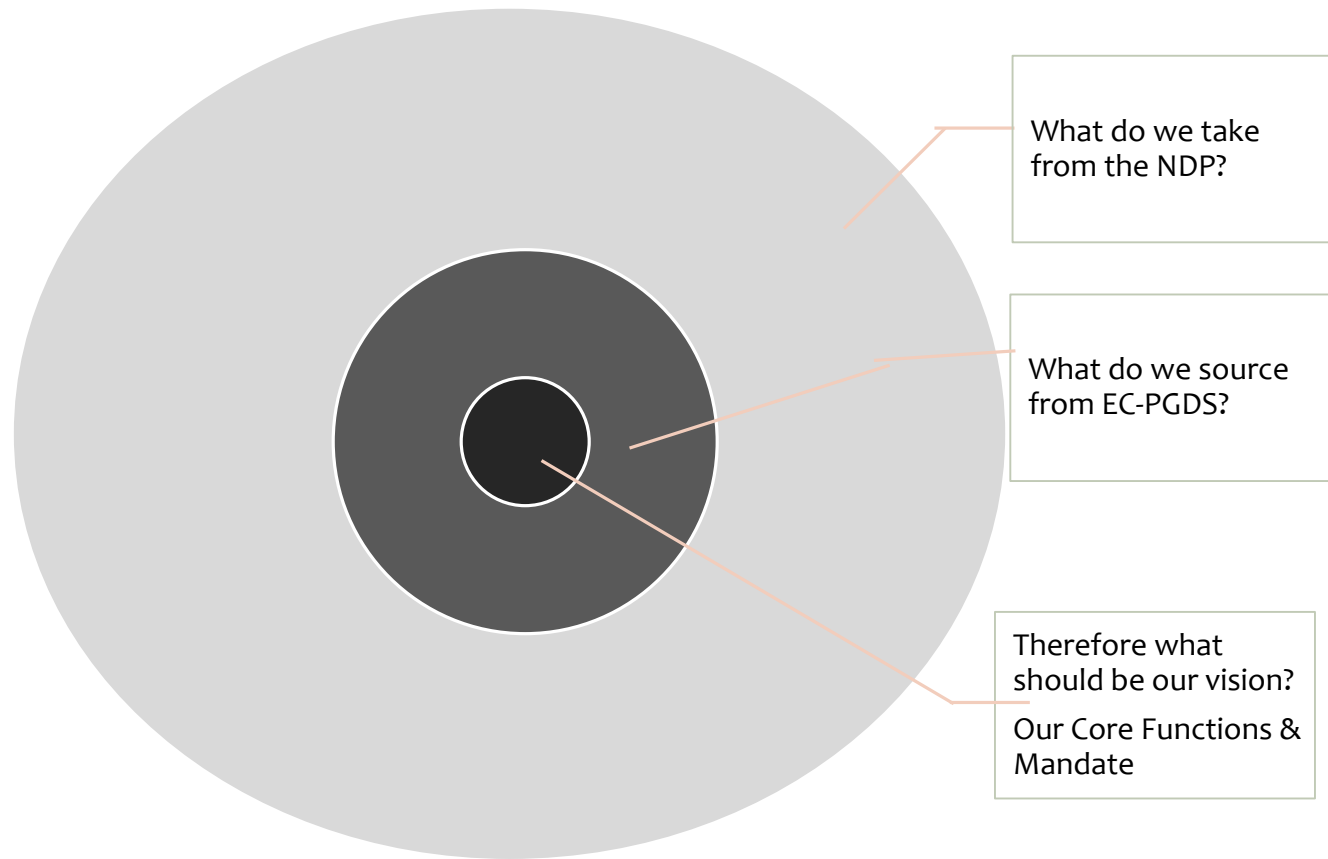 What do we take
from the NDP?
What do we source
from EC-PGDS?
Therefore what
should be our vision?
Our Core Functions &
Mandate